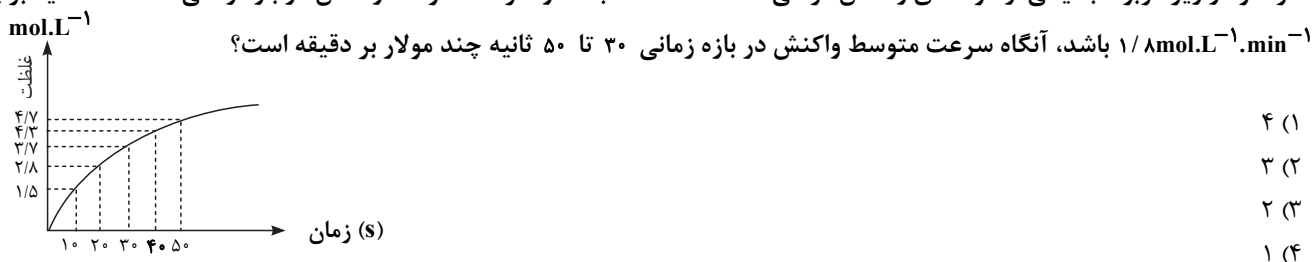 mol.L⁻¹
۱/۸mol.L⁻¹.min⁻¹ باشد، آنگاه سرعت متوسط واکنش در بازه زمانی ۳۰ تا ۵۰ ثانیه چند مولار بر دقیقه است؟
غلظت
۴/۷
۴/۳
۳/۷
۲/۸
۱/۵
۱۰ ۲۰ ۳۰ ۴۰ ۵۰
زمان (s)
۱) ۴
۲) ۳
۳) ۲
۴) ۱